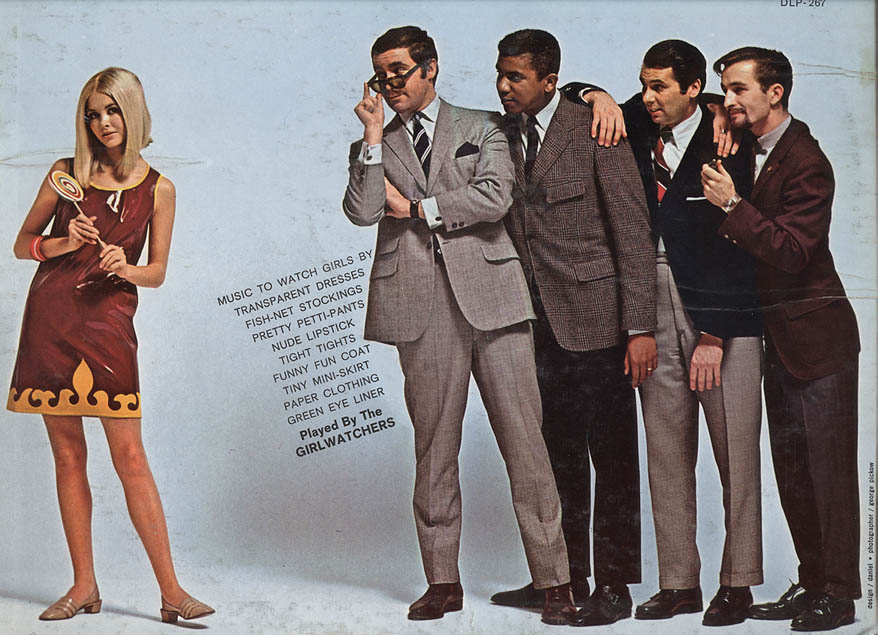 DLP-267
MUSIC TO WATCH GIRLS BY
TRANSPARENT DRESSES
FISH-NET STOCKINGS
PRETTY PETTI-PANTS
NUDE LIPSTICK
TIGHT TIGHTS
FUNNY FUN COAT
TINY MINI-SKIRT
PAPER CLOTHING
GREEN EYE LINER
Played By The
GIRLWATCHERS
design / daniel • photographer / george pickow